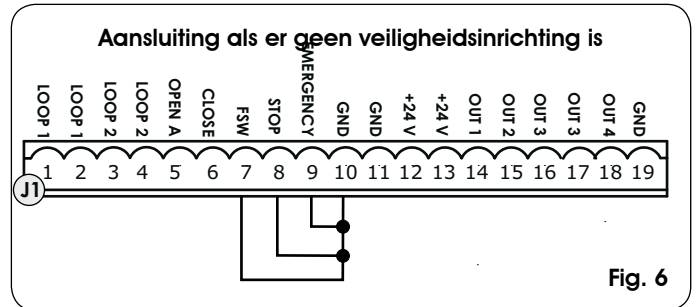 Aansluiting als er geen veiligheidsinrichting is
LOOP 1 LOOP 1 LOOP 2 LOOP 2 OPEN A CLOSE FSW STOP EMERGENCY GND GND +24 V +24 V OUT 1 OUT 2 OUT 3 OUT 3 OUT 4 GND
1 2 3 4 5 6 7 8 9 10 11 12 13 14 15 16 17 18 19
J1
Fig. 6